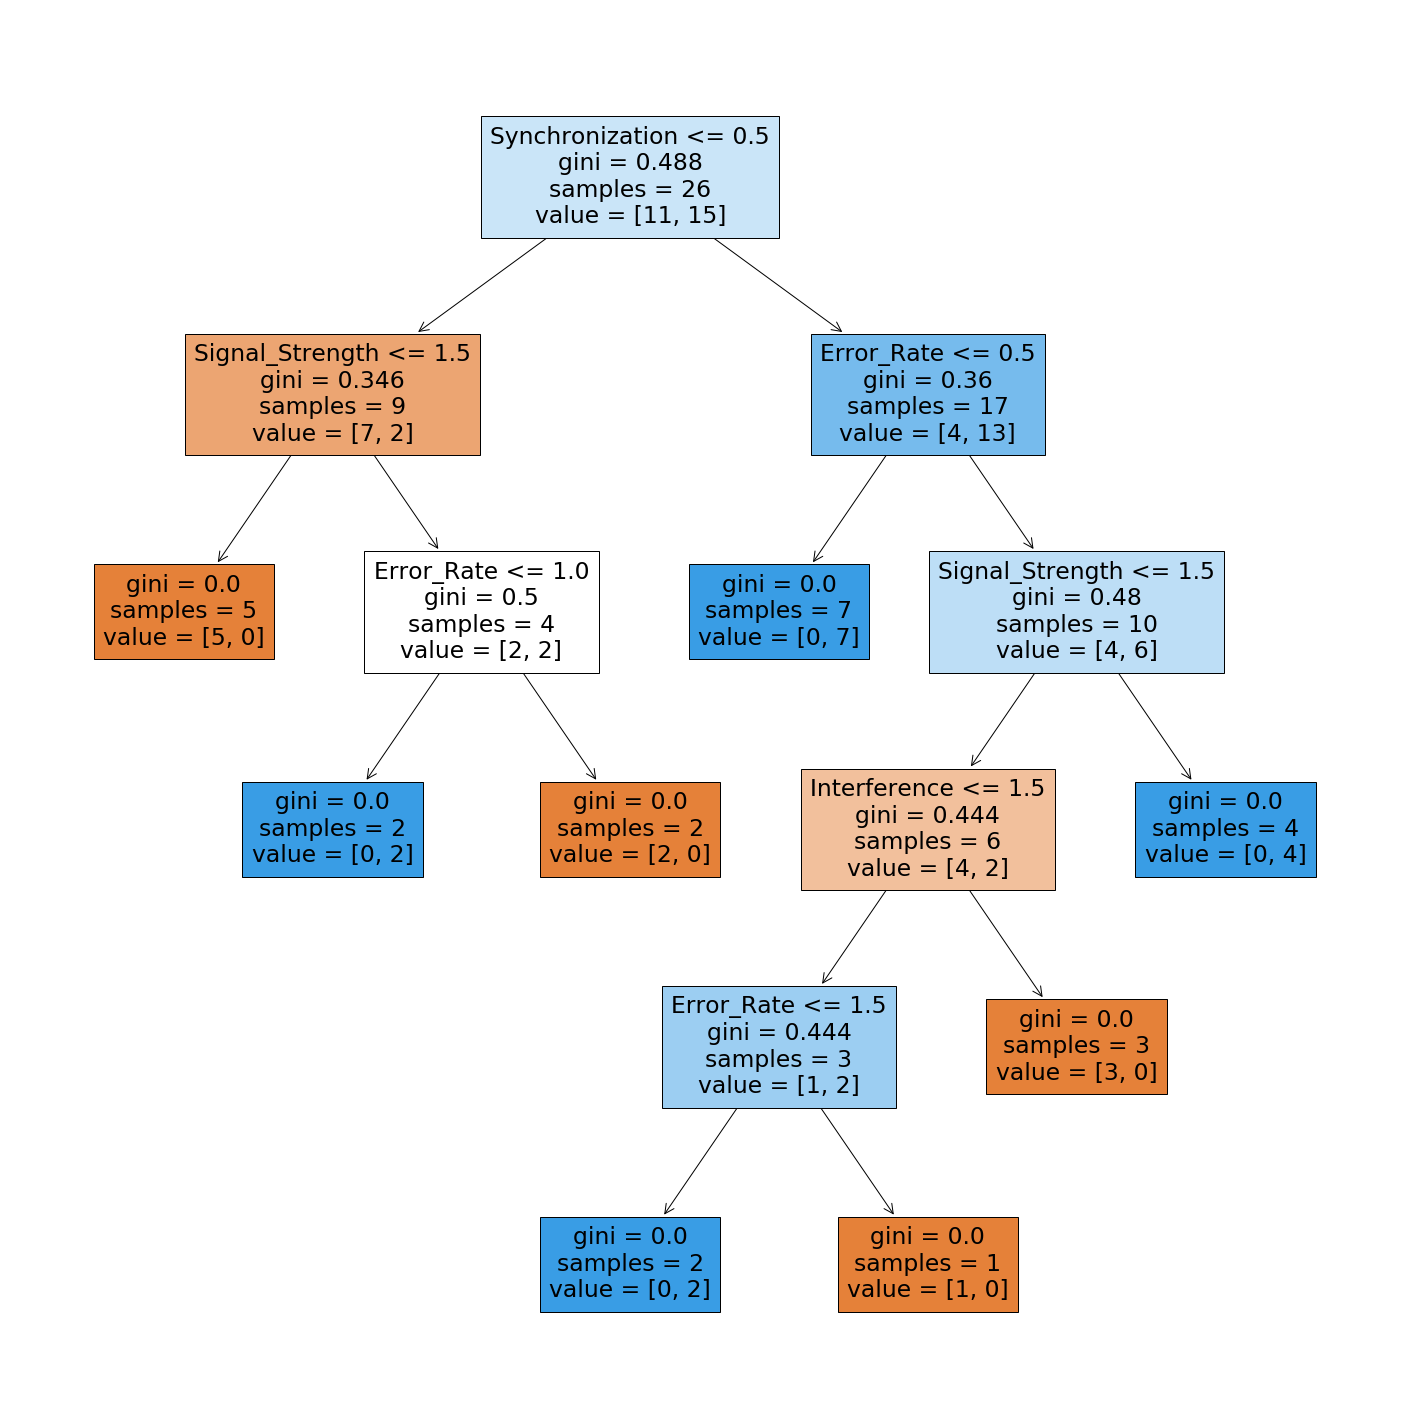 Synchronization <= 0.5
gini = 0.488
samples = 26
value = [11, 15]
Signal_Strength <= 1.5
gini = 0.346
samples = 9
value = [7, 2]
Error_Rate <= 0.5
gini = 0.36
samples = 17
value = [4, 13]
gini = 0.0
samples = 5
value = [5, 0]
Error_Rate <= 1.0
gini = 0.5
samples = 4
value = [2, 2]
gini = 0.0
samples = 7
value = [0, 7]
Signal_Strength <= 1.5
gini = 0.48
samples = 10
value = [4, 6]
gini = 0.0
samples = 2
value = [0, 2]
gini = 0.0
samples = 2
value = [2, 0]
Interference <= 1.5
gini = 0.444
samples = 6
value = [4, 2]
gini = 0.0
samples = 4
value = [0, 4]
Error_Rate <= 1.5
gini = 0.444
samples = 3
value = [1, 2]
gini = 0.0
samples = 3
value = [3, 0]
gini = 0.0
samples = 2
value = [0, 2]
gini = 0.0
samples = 1
value = [1, 0]